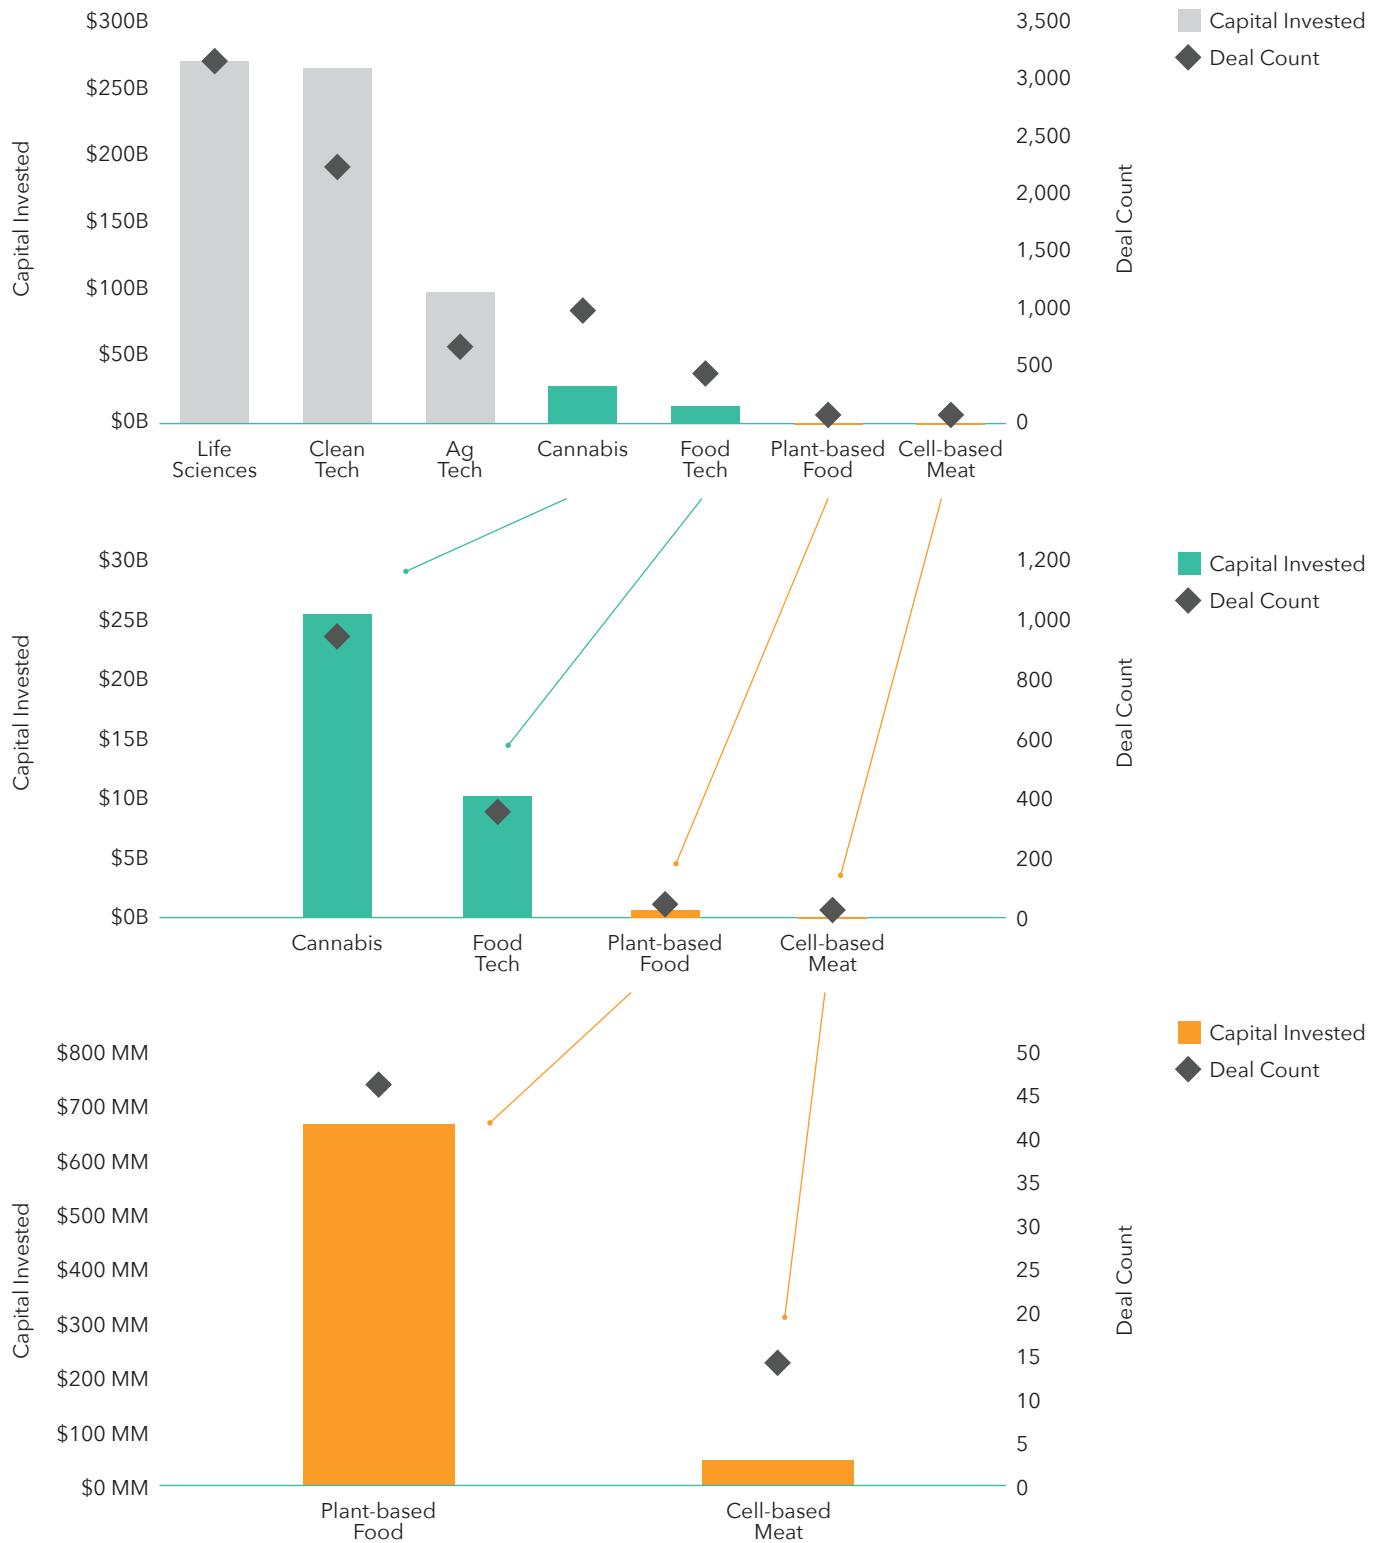 Capital Invested
$300B
$250B
$200B
$150B
$100B
$50B
$0B
3,500
3,000
2,500
2,000
1,500
1,000
500
0
Deal Count
Capital Invested
Deal Count
Life
Sciences
Clean
Tech
Ag
Tech
Cannabis
Food
Tech
Plant-based
Food
Cell-based
Meat
Capital Invested
$30B
$25B
$20B
$15B
$10B
$5B
$0B
1,200
1,000
800
600
400
200
0
Deal Count
Capital Invested
Deal Count
Cannabis
Food
Tech
Plant-based
Food
Cell-based
Meat
Capital Invested
$800 MM
$700 MM
$600 MM
$500 MM
$400 MM
$300 MM
$200 MM
$100 MM
$0 MM
50
45
40
35
30
25
20
15
10
5
0
Deal Count
Capital Invested
Deal Count
Plant-based
Food
Cell-based
Meat